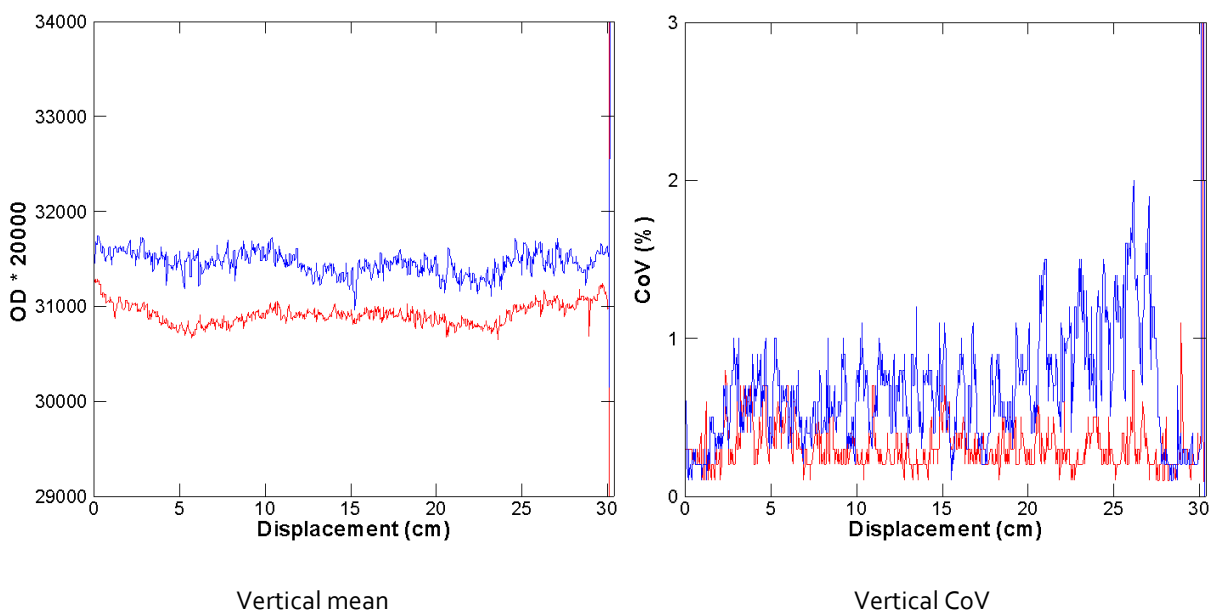 34000
33000
32000
31000
30000
29000
OD * 20000
0 5 10 15 20 25 30
Displacement (cm)
3
2
1
0
CoV (% )
0 5 10 15 20 25 30
Displacement (cm)
Vertical mean
Vertical CoV